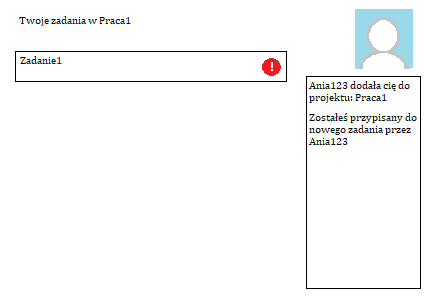 Twoje zadania w Praca1
Zadanie1
!
Ania123 dodała cię do
projektu: Praca1
Zostałeś przypisany do
nowego zadania przez
Ania123